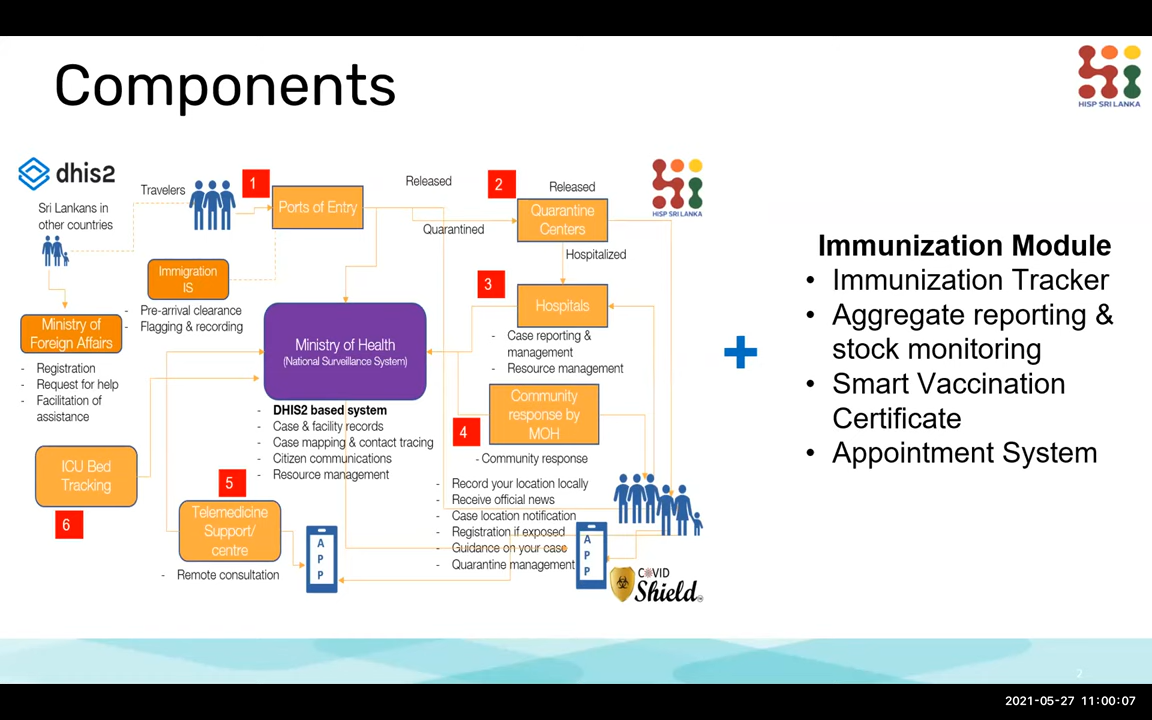 Components
HISP SRI LANKA
dhis2
Sri Lankans in
other countries
Travelers
1
Ports of Entry
Released
Quarantined
2
Released
Quarantine
Centers
HISP SRI LANKA
Hospitalized
Immigration
IS
- Pre-arrival clearance
- Flagging & recording
Ministry of
Foreign Affairs
- Registration
- Request for help
- Facilitation of
assistance
Ministry of Health
(National Surveillance System)
- DHIS2 based system
- Case & facility records
- Case mapping & contact tracing
- Citizen communications
- Resource management
3
Hospitals
- Case reporting &
management
- Resource management
Community
response by
MOH
4
- Community response
- Record your location locally
- Receive official news
- Case location notification
- Registration if exposed
- Guidance on your case
- Quarantine management
ICU Bed
Tracking
6
5
Telemedicine
Support/
centre
- Remote consultation
A
P
P
A
P
P
COVID
Shield
Immunization Module
• Immunization Tracker
• Aggregate reporting &
stock monitoring
• Smart Vaccination
Certificate
• Appointment System
2
2021-05-27 11:00:07